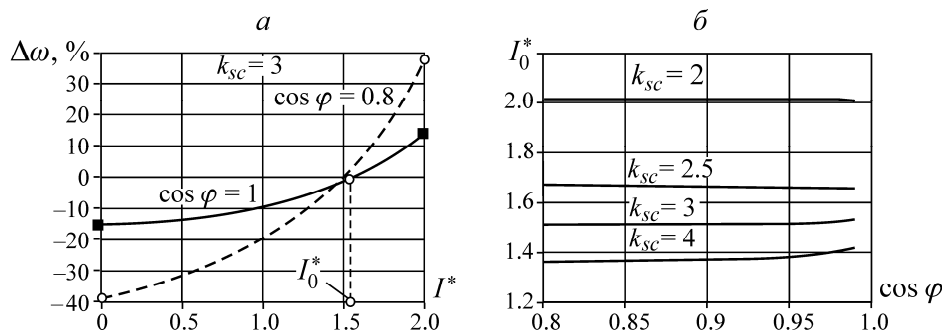 а
Δω, %
30
20
10
0
−10
−20
−30
−40
k_sc = 3
cos φ = 0.8
cos φ = 1
I₀*
I*
0
0.5
1.0
1.5
2.0
б
I₀*
2.0
1.8
1.6
1.4
1.2
k_sc = 2
k_sc = 2.5
k_sc = 3
k_sc = 4
0.8
0.85
0.9
0.95
1.0
cos φ